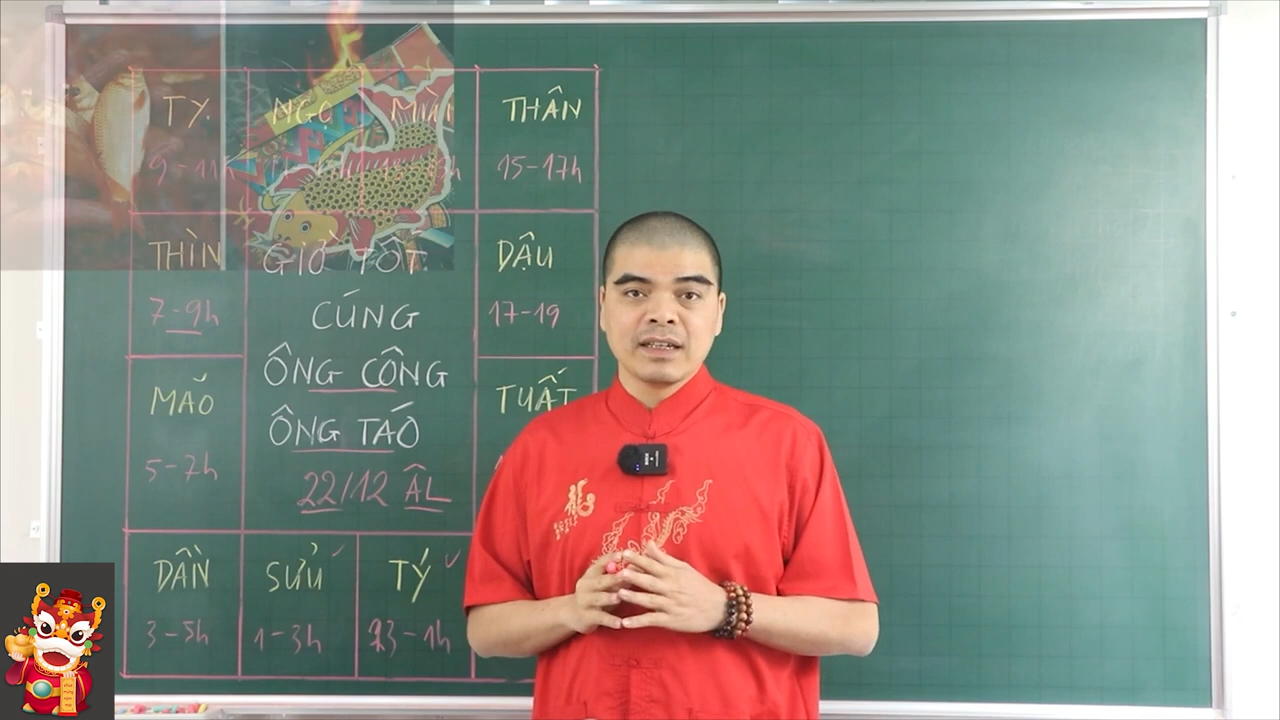 TỴ. NGỌ MÙI THÂN
9-11h 15-17h
THÌN GIỜ TỐT. DẬU
7-9h CÚNG 17-19
ÔNG CÔNG
MÃO ÔNG TÁO TUẤT
5-7h 22/12 ÂL
DẦN SỬU TÝ
3-5h 1-3h 23-1h